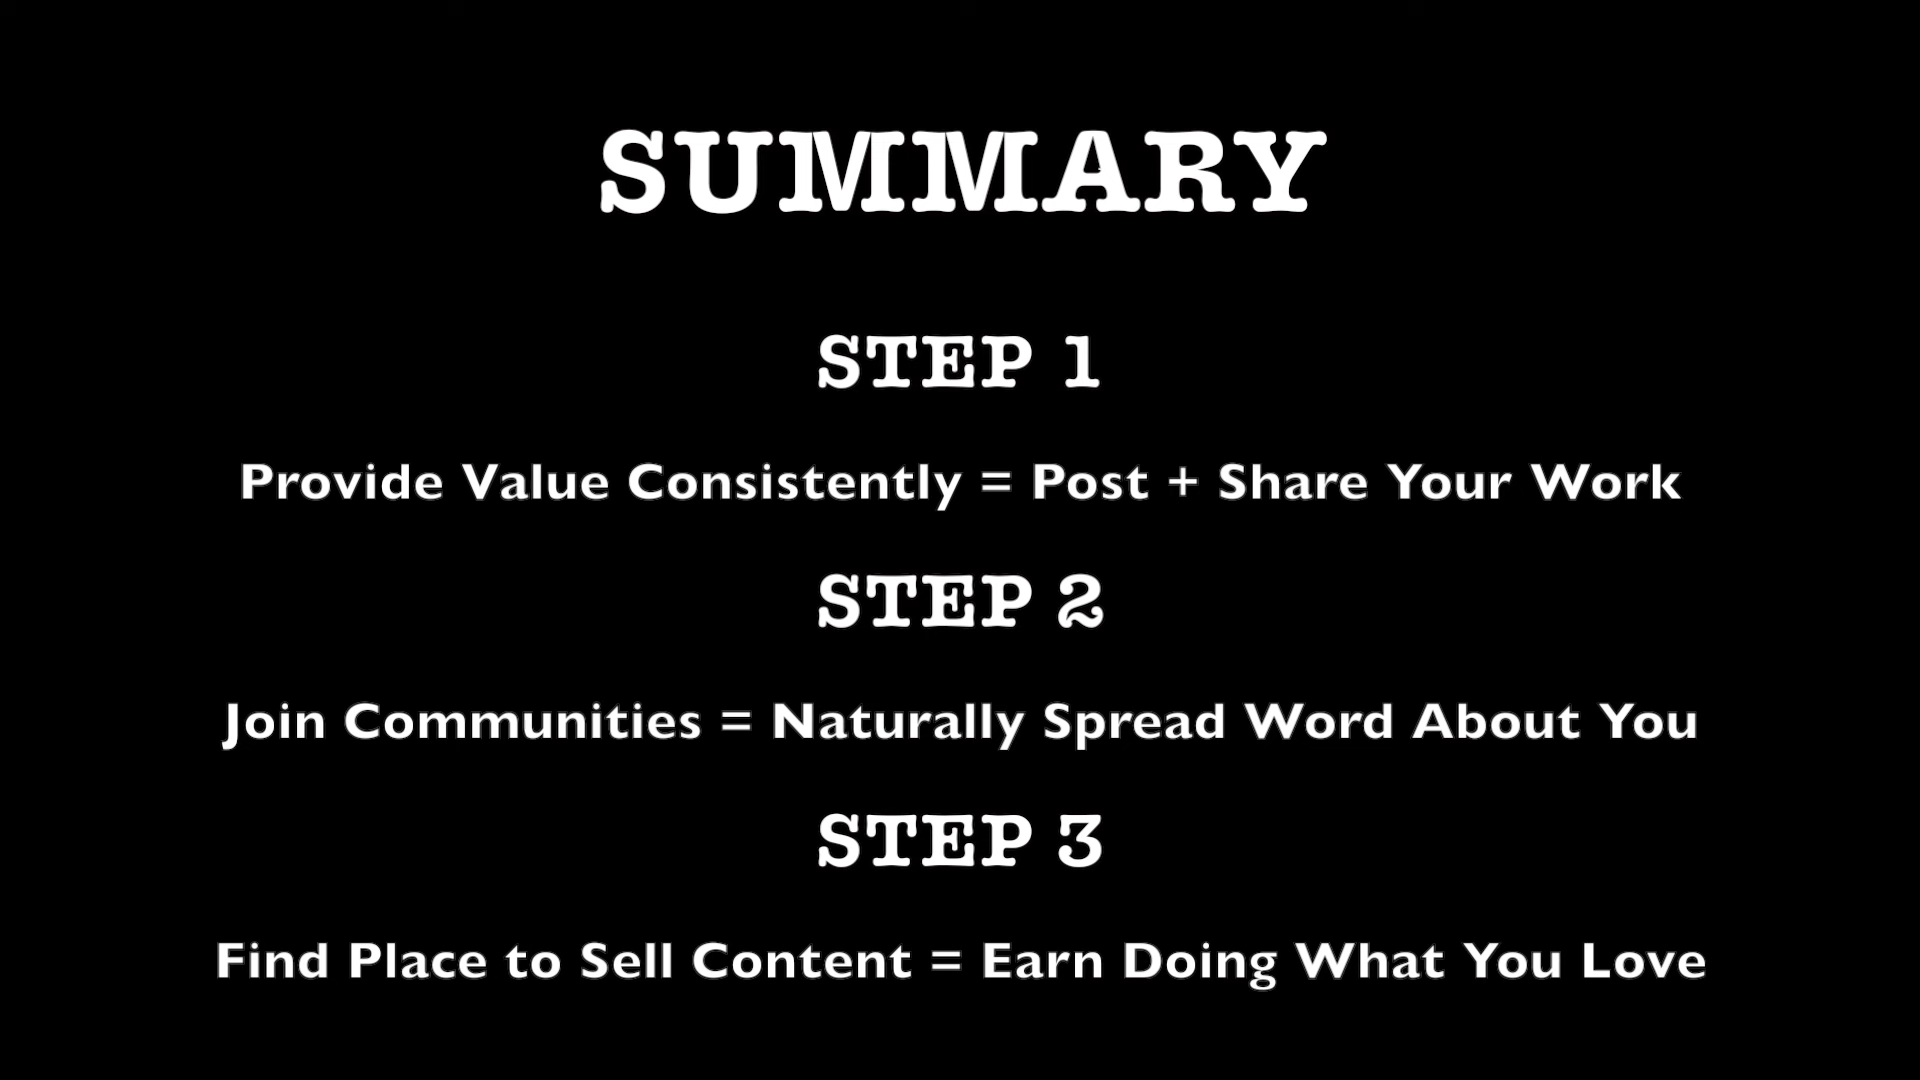 SUMMARY
STEP 1
Provide Value Consistently = Post + Share Your Work
STEP 2
Join Communities = Naturally Spread Word About You
STEP 3
Find Place to Sell Content = Earn Doing What You Love